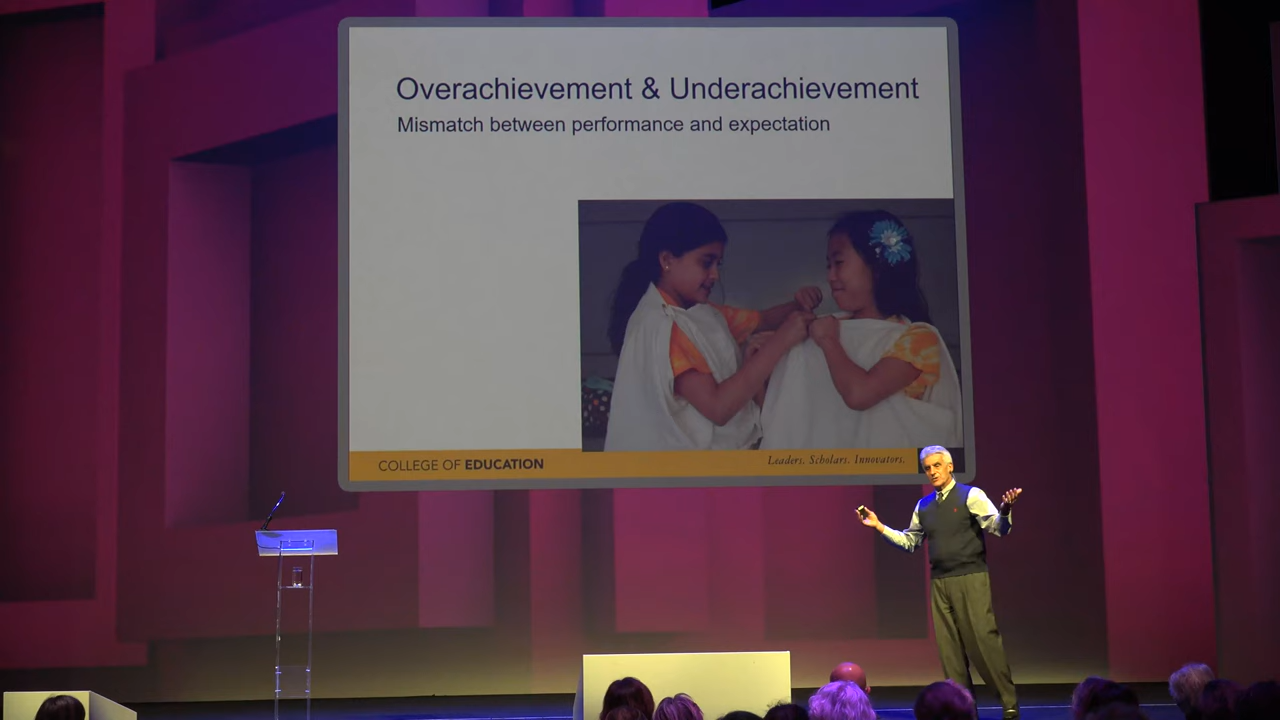 Overachievement & Underachievement
Mismatch between performance and expectation
COLLEGE OF EDUCATION
Leaders. Scholars. Innovators.